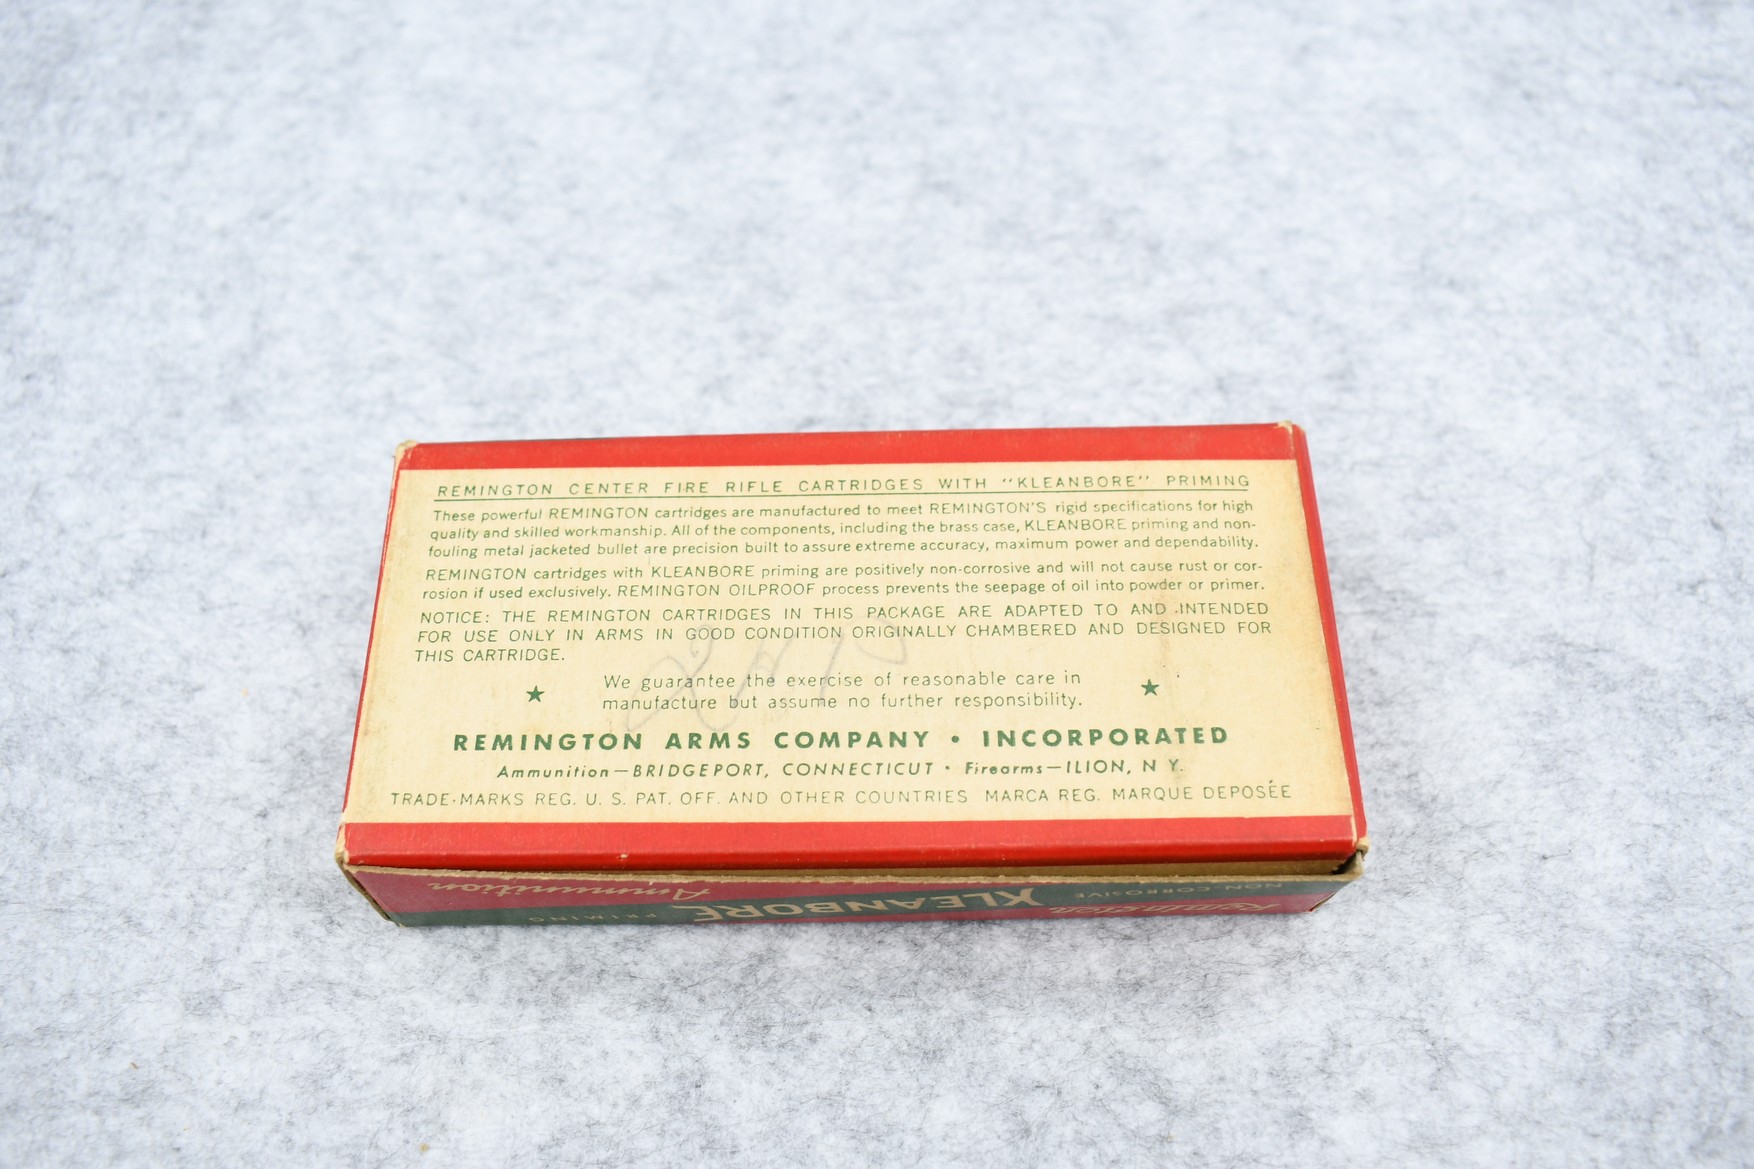 REMINGTON CENTER FIRE RIFLE CARTRIDGES WITH "KLEANBORE" PRIMING
These powerful REMINGTON cartridges are manufactured to meet REMINGTON'S rigid specifications for high
quality and skilled workmanship. All of the components, including the brass case, KLEANBORE priming and non-
fouling metal jacketed bullet are precision built to assure extreme accuracy, maximum power and dependability.
REMINGTON cartridges with KLEANBORE priming are positively non-corrosive and will not cause rust or cor-
rosion if used exclusively. REMINGTON OILPROOF process prevents the seepage of oil into powder or primer.
NOTICE: THE REMINGTON CARTRIDGES IN THIS PACKAGE ARE ADAPTED TO AND INTENDED
FOR USE ONLY IN ARMS IN GOOD CONDITION ORIGINALLY CHAMBERED AND DESIGNED FOR
THIS CARTRIDGE.
★ We guarantee the exercise of reasonable care in ★
manufacture but assume no further responsibility.
REMINGTON ARMS COMPANY • INCORPORATED
Ammunition—BRIDGEPORT, CONNECTICUT • Firearms—ILION, N Y.
TRADE-MARKS REG. U. S. PAT. OFF. AND OTHER COUNTRIES MARCA REG. MARQUE DEPOSÉE
Remington NON-CORROSIVE KLEANBORE PRIMING Ammunition